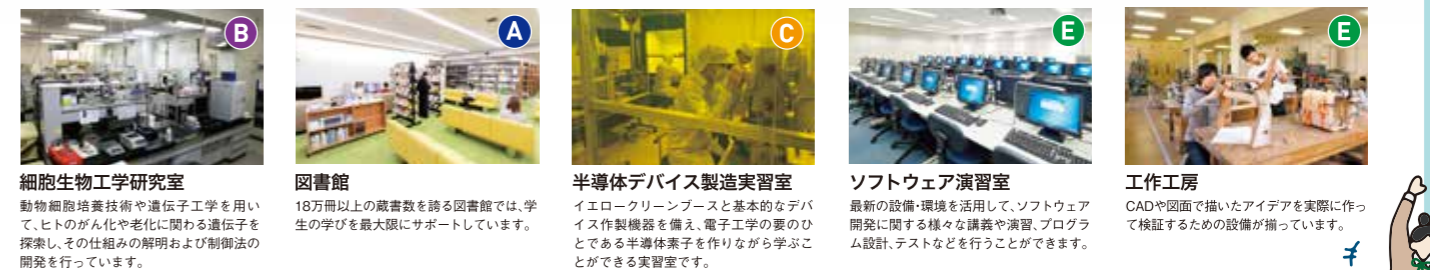 B
細胞生物工学研究室
動物細胞培養技術や遺伝子工学を用い
て、ヒトのがん化や老化に関わる遺伝子を
探索し、その仕組みの解明および制御法の
開発を行っています。
A
図書館
18万冊以上の蔵書数を誇る図書館では、学
生の学びを最大限にサポートしています。
C
半導体デバイス製造実習室
イエロークリーンブースと基本的なデバ
イス作製機器を備え、電子工学の要のひ
とである半導体素子を作りながら学ぶこ
とができる実習室です。
E
ソフトウェア演習室
最新の設備・環境を活用して、ソフトウェア
開発に関する様々な講義や演習、プログラ
ム設計、テストなどを行うことができます。
E
工作工房
CADや図面で描いたアイデアを実際に作っ
て検証するための設備が揃っています。